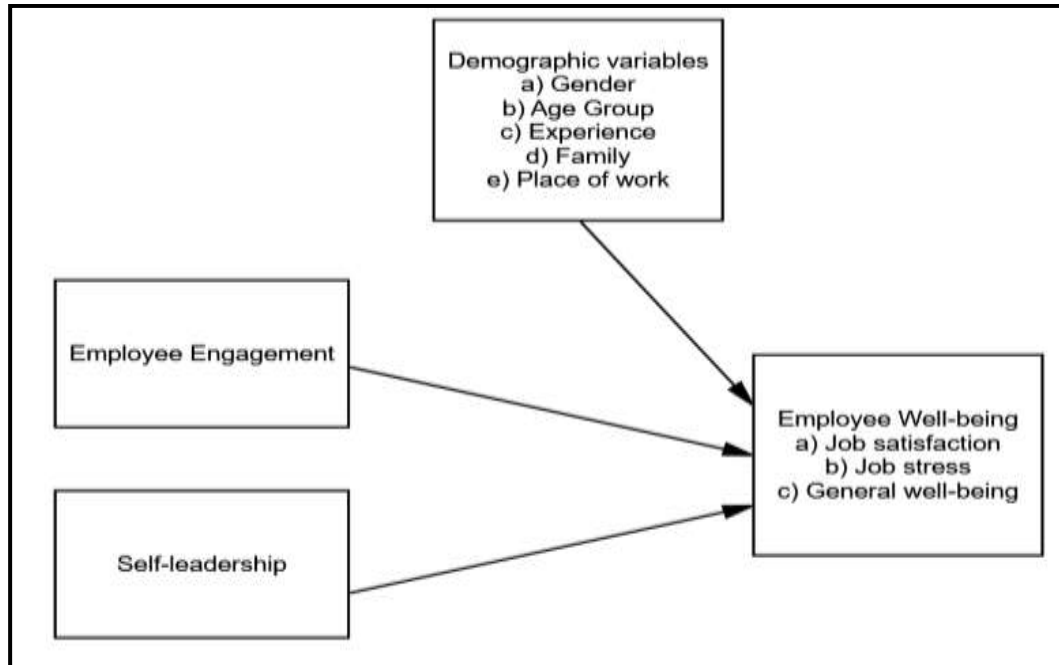 Demographic variables
a) Gender
b) Age Group
c) Experience
d) Family
e) Place of work
Employee Engagement
Employee Well-being
a) Job satisfaction
b) Job stress
c) General well-being
Self-leadership